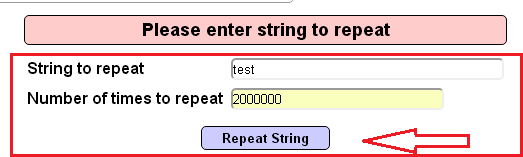 Please enter string to repeat
String to repeat test
Number of times to repeat 2000000
Repeat String